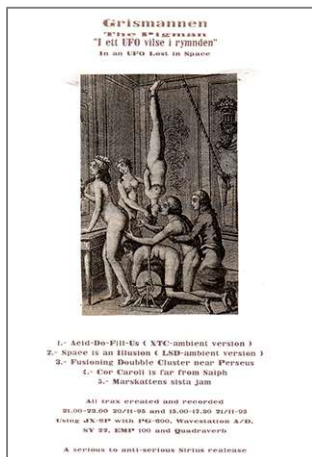 Grismannen
The Pigman
"I ett UFO vilse i rymnden"
In an UFO Lost in Space
1.- Acid-Do-Fill-Us ( XTC-ambient version )
2.- Space is an Illusion ( LSD-ambient version )
3.- Fusioning Doubble Cluster near Perseus
4.- Cor Caroli is far from Saiph
5.- Marskattens sista jam
All trax created and recorded
21.00-22.00 20/11-95 and 15.00-17.30 21/11-95
Using JX-8P with PG-800, Wavestation A/D,
SY 22, EMP 100 and Quadraverb
A serious to anti-serious Sirius realease